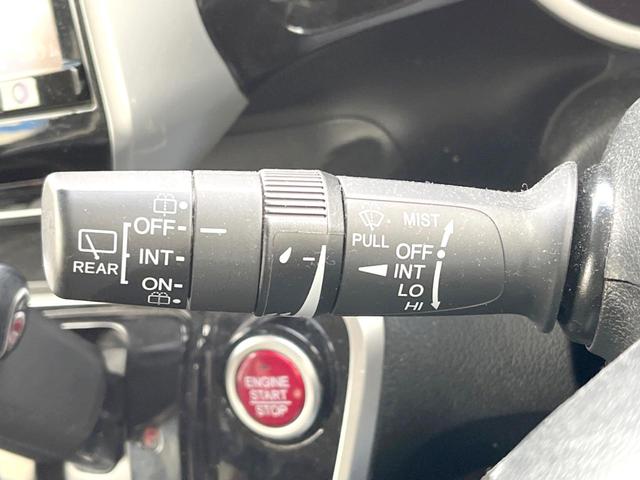 OFF
INT
REAR
ON
PULL
MIST
OFF
INT
LO
HI
ENGINE
START
STOP